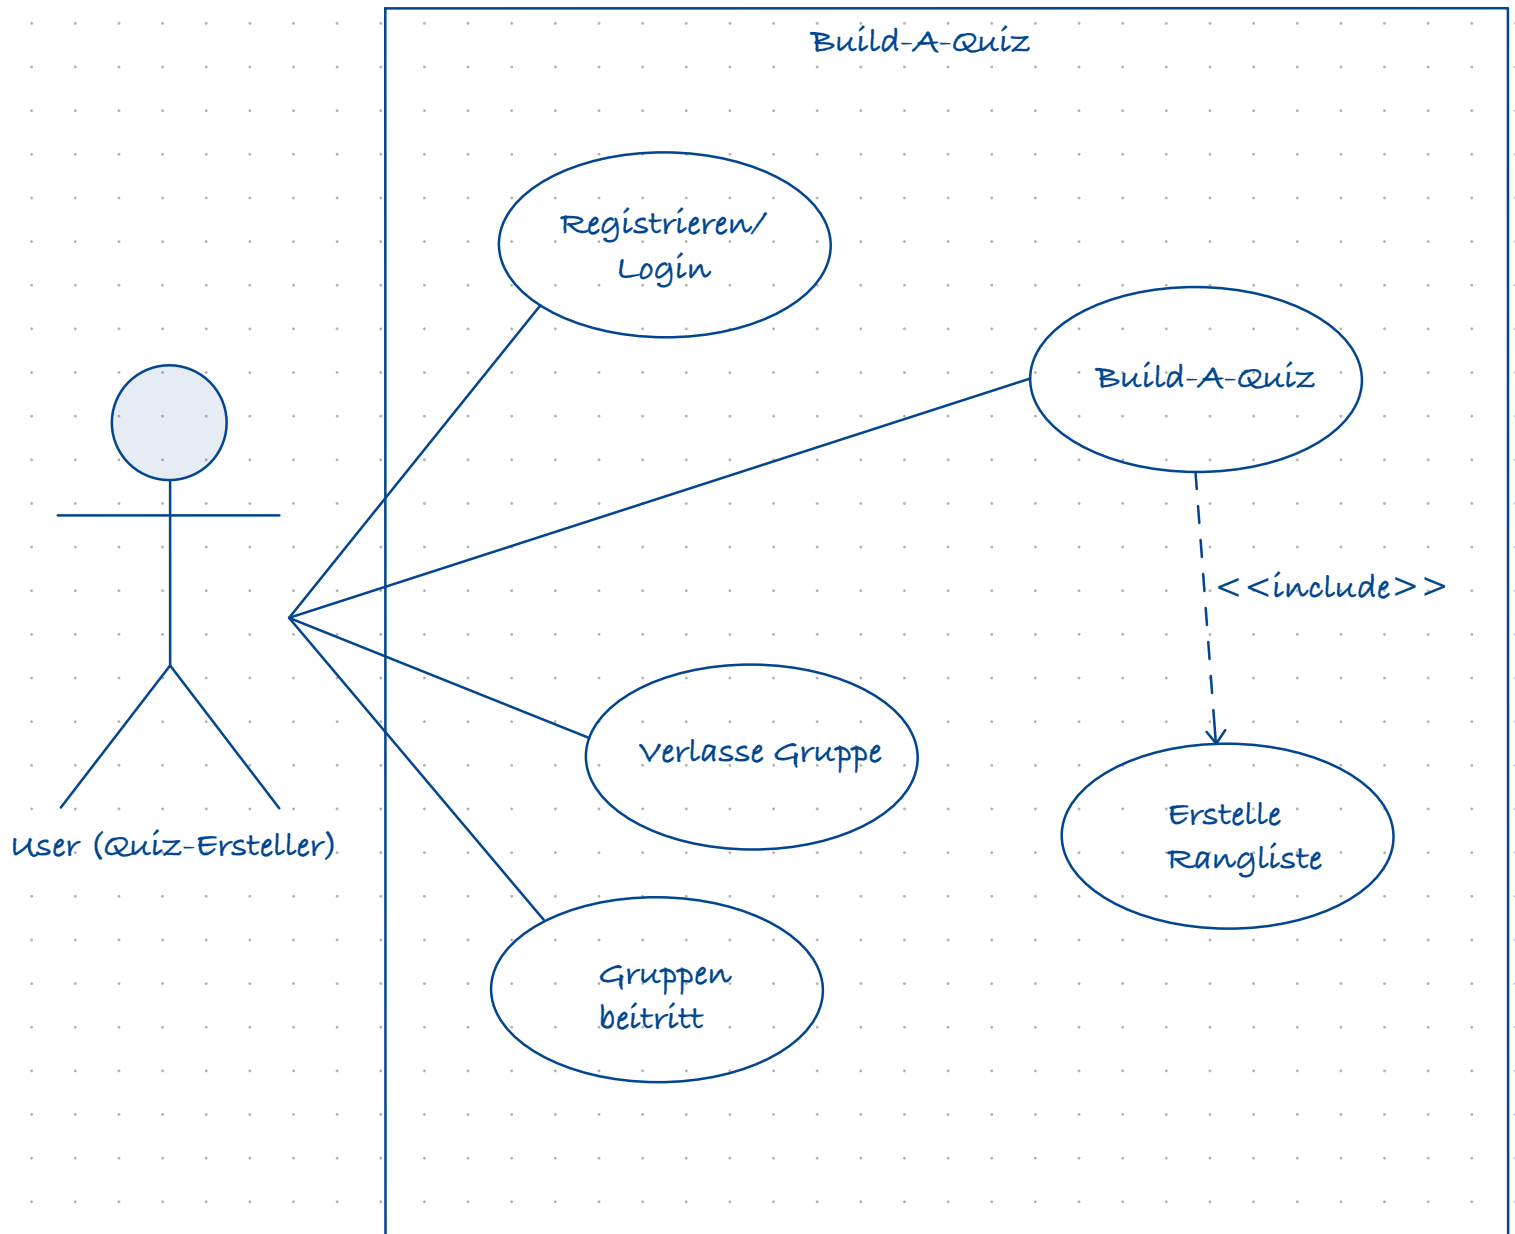 Build-A-Quiz
Registrieren/
Login
Build-A-Quiz
<<include>>
Verlasse Gruppe
Erstelle
Rangliste
User (Quiz-Ersteller)
Gruppen
beitritt